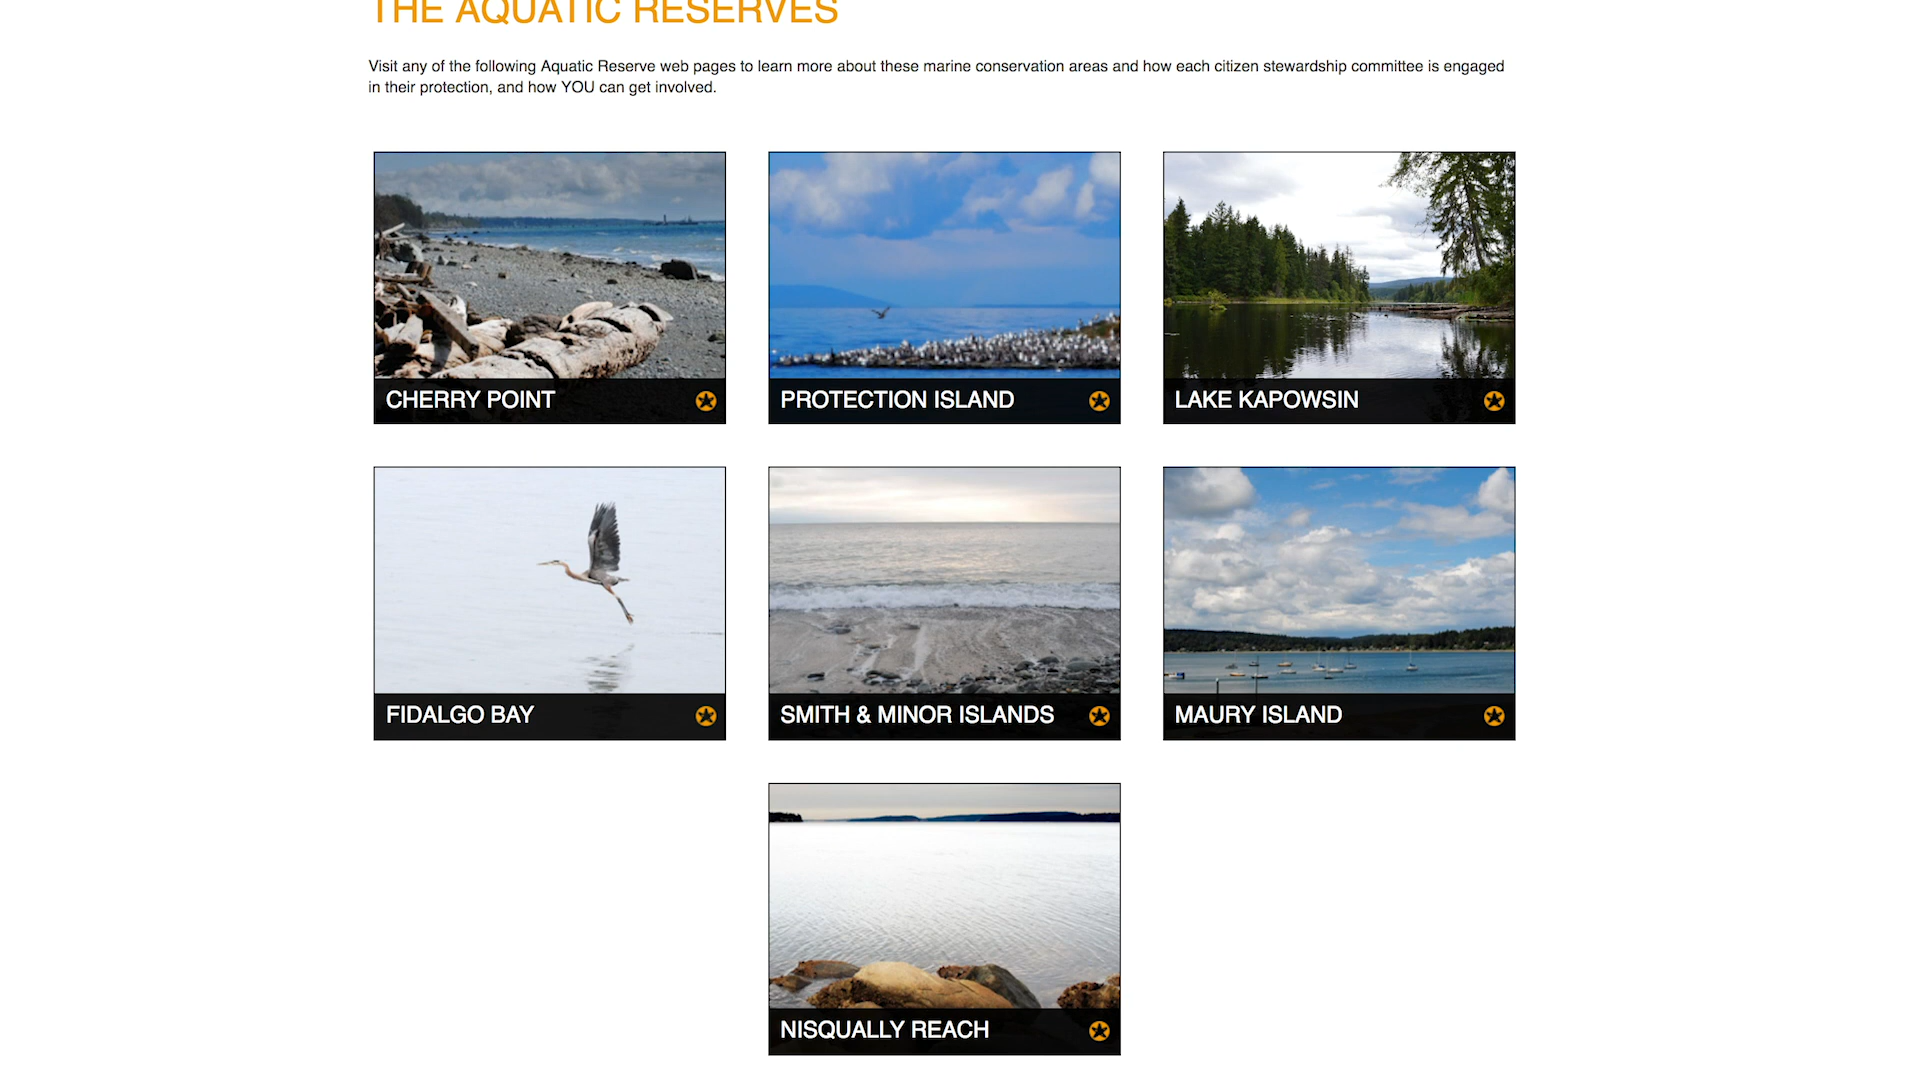 THE AQUATIC RESERVES
Visit any of the following Aquatic Reserve web pages to learn more about these marine conservation areas and how each citizen stewardship committee is engaged
in their protection, and how YOU can get involved.
CHERRY POINT
PROTECTION ISLAND
LAKE KAPOWSIN
FIDALGO BAY
SMITH & MINOR ISLANDS
MAURY ISLAND
NISQUALLY REACH